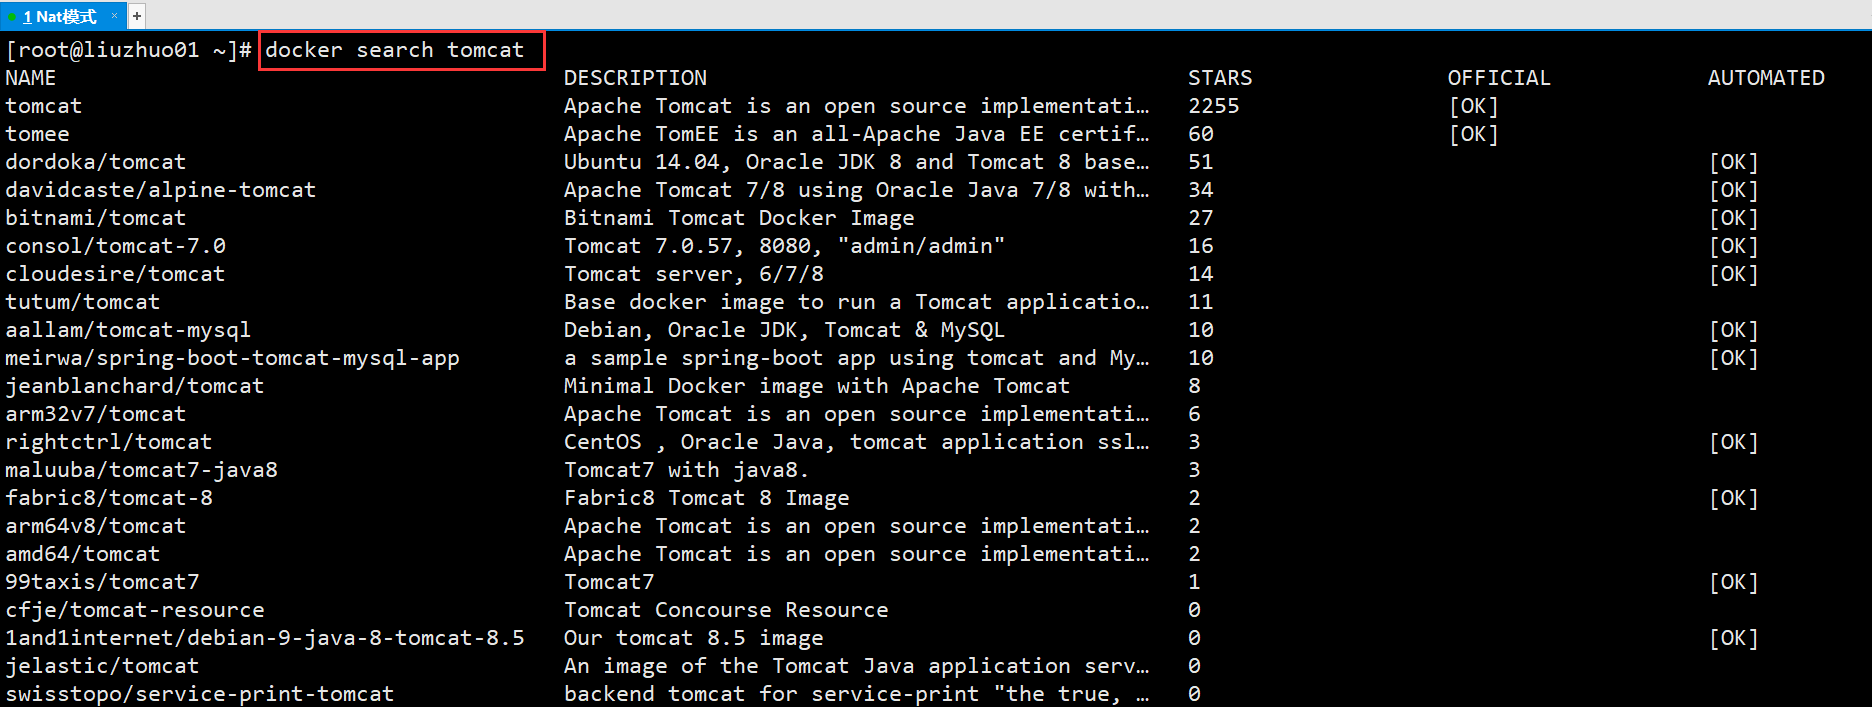 1 Nat模式 × +
[root@liuzhuo01 ~]# docker search tomcat
NAME DESCRIPTION STARS OFFICIAL AUTOMATED
tomcat Apache Tomcat is an open source implementati… 2255 [OK]
tomee Apache TomEE is an all-Apache Java EE certif… 60 [OK]
dordoka/tomcat Ubuntu 14.04, Oracle JDK 8 and Tomcat 8 base… 51 [OK]
davidcaste/alpine-tomcat Apache Tomcat 7/8 using Oracle Java 7/8 with… 34 [OK]
bitnami/tomcat Bitnami Tomcat Docker Image 27 [OK]
consol/tomcat-7.0 Tomcat 7.0.57, 8080, "admin/admin" 16 [OK]
cloudesire/tomcat Tomcat server, 6/7/8 14 [OK]
tutum/tomcat Base docker image to run a Tomcat applicatio… 11
aallam/tomcat-mysql Debian, Oracle JDK, Tomcat & MySQL 10 [OK]
meirwa/spring-boot-tomcat-mysql-app a sample spring-boot app using tomcat and My… 10 [OK]
jeanblanchard/tomcat Minimal Docker image with Apache Tomcat 8
arm32v7/tomcat Apache Tomcat is an open source implementati… 6
rightctrl/tomcat CentOS , Oracle Java, tomcat application ssl… 3 [OK]
maluuba/tomcat7-java8 Tomcat7 with java8. 3
fabric8/tomcat-8 Fabric8 Tomcat 8 Image 2 [OK]
arm64v8/tomcat Apache Tomcat is an open source implementati… 2
amd64/tomcat Apache Tomcat is an open source implementati… 2
99taxis/tomcat7 Tomcat7 1 [OK]
cfje/tomcat-resource Tomcat Concourse Resource 0
1and1internet/debian-9-java-8-tomcat-8.5 Our tomcat 8.5 image 0 [OK]
jelastic/tomcat An image of the Tomcat Java application serv… 0
swisstopo/service-print-tomcat backend tomcat for service-print "the true, … 0